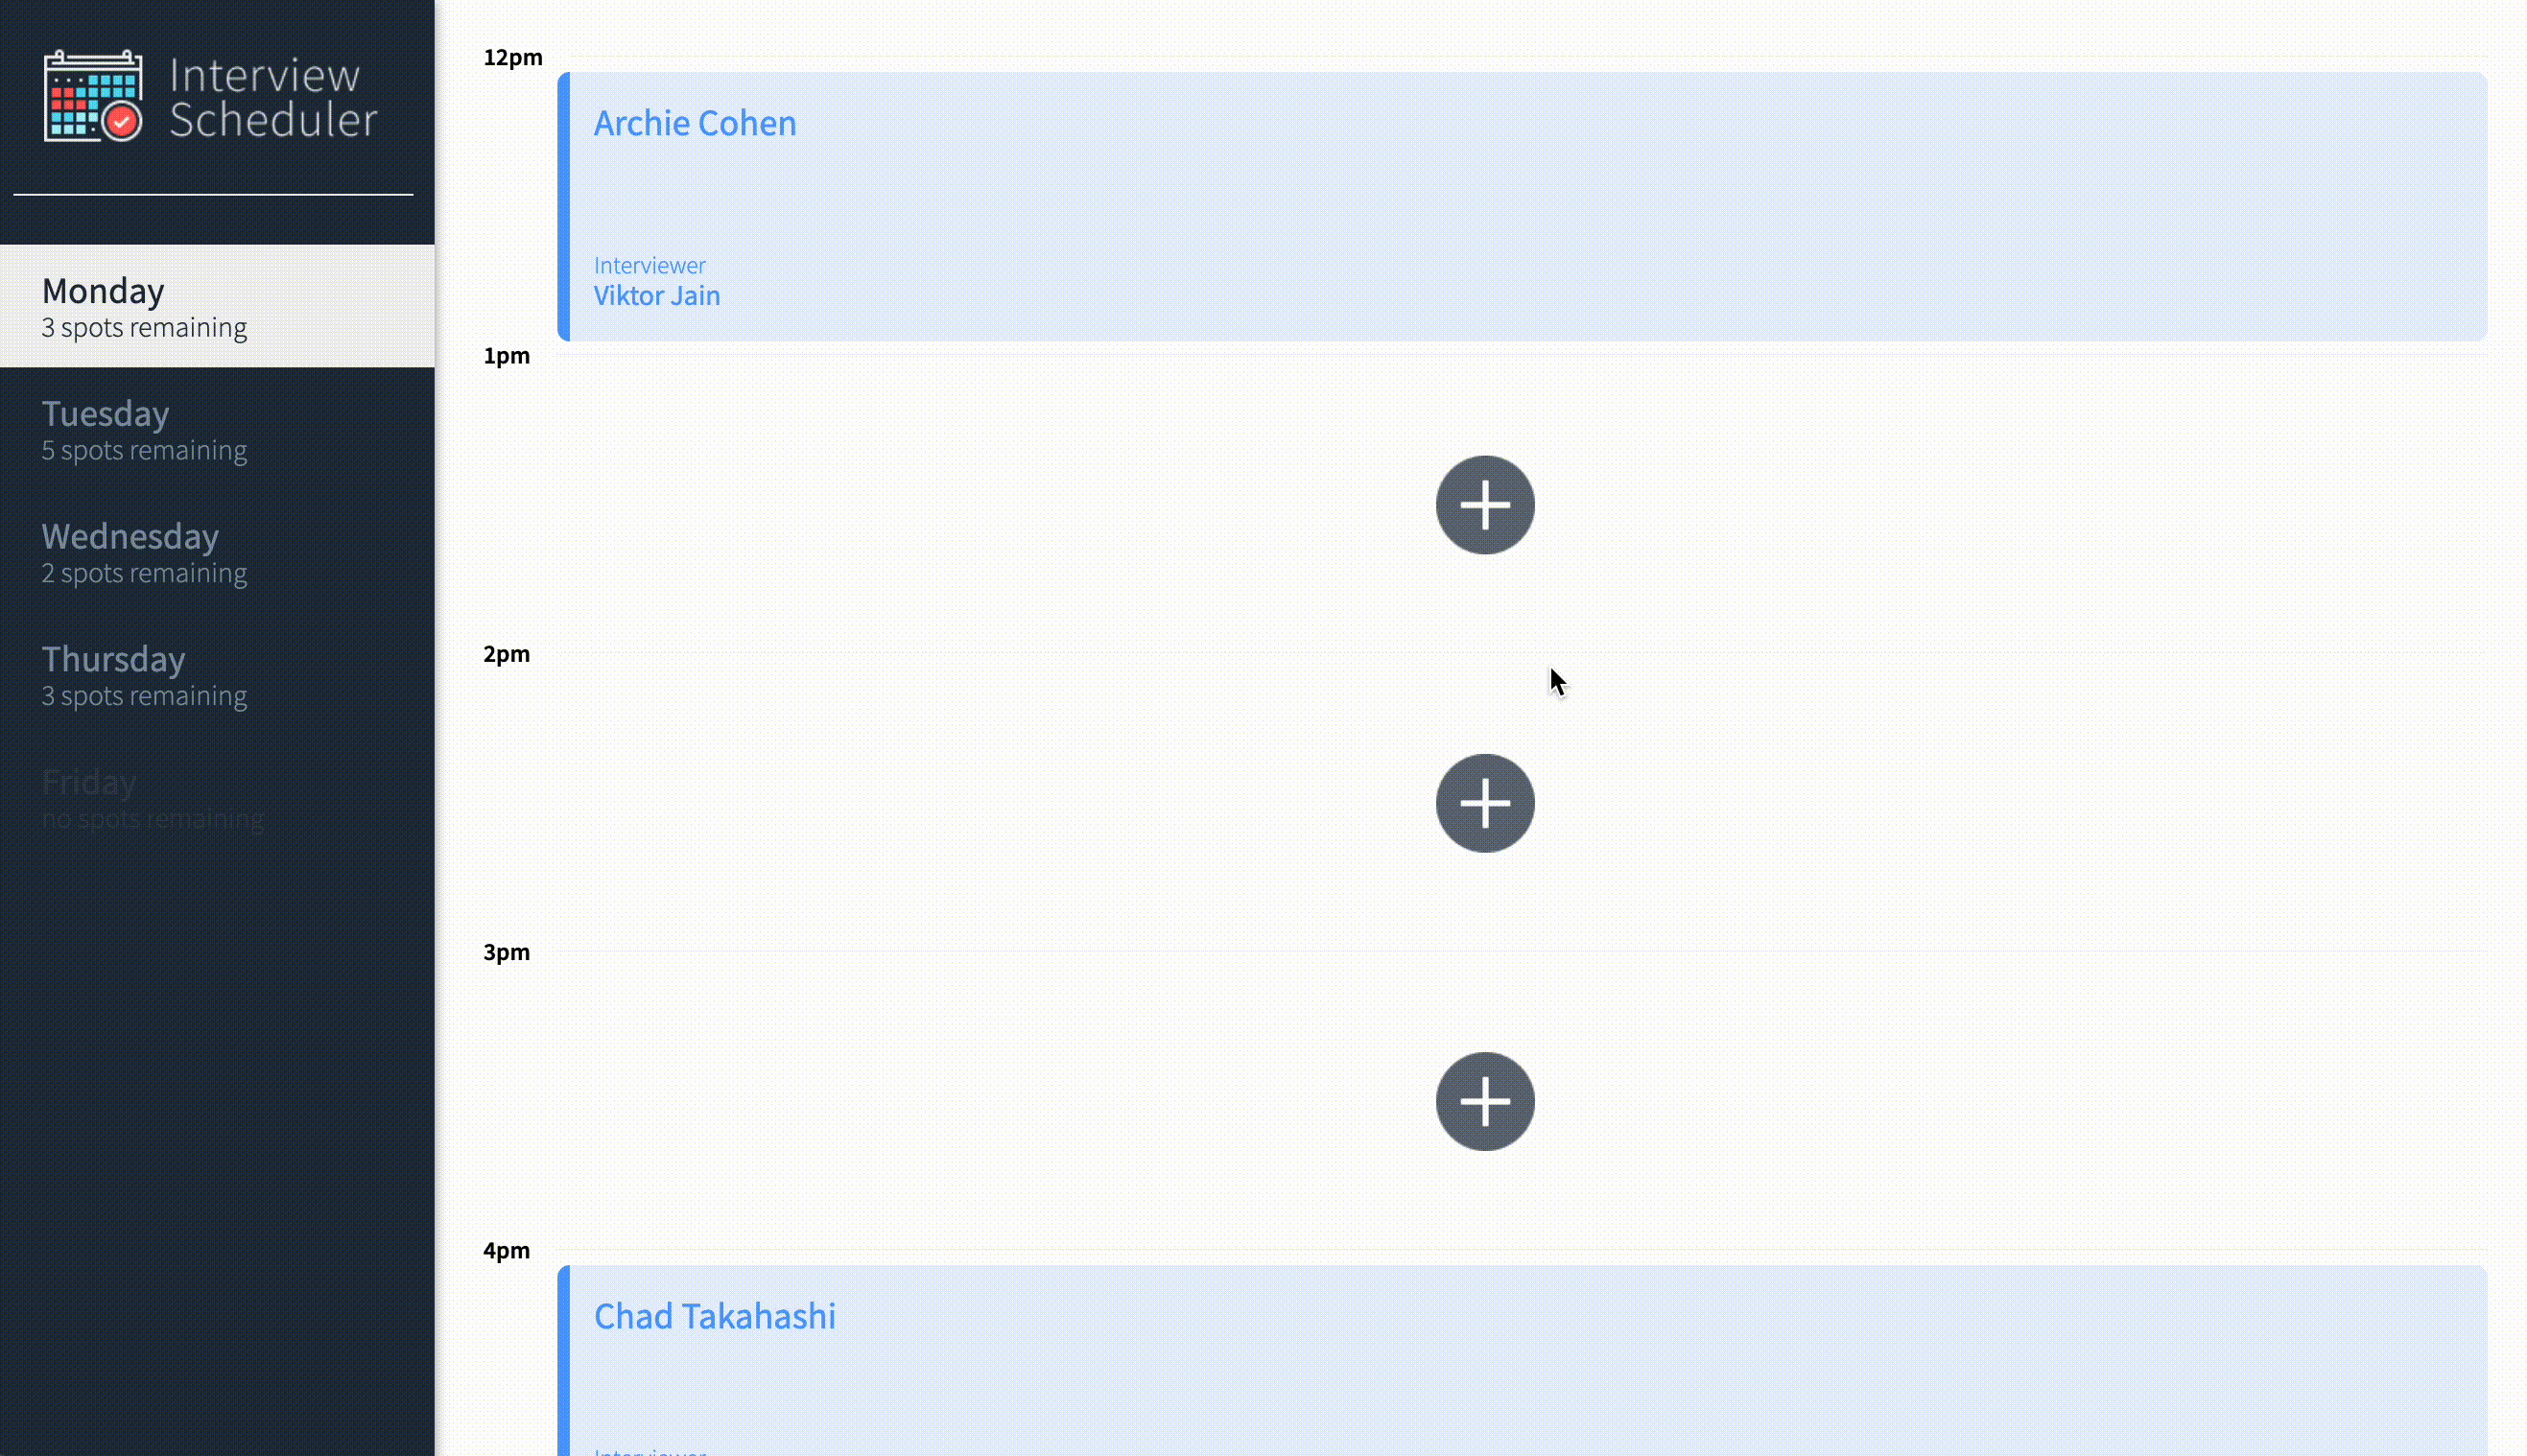 Interview
Scheduler
Monday
3 spots remaining
Tuesday
5 spots remaining
Wednesday
2 spots remaining
Thursday
3 spots remaining
Friday
no spots remaining
12pm
Archie Cohen
Interviewer
Viktor Jain
1pm
2pm
3pm
4pm
Chad Takahashi
Interviewer